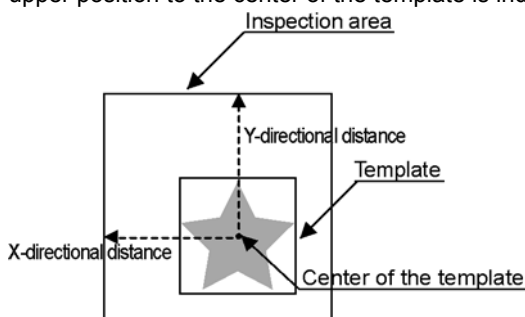 upper position to the center of the template is ind
Inspection area
Y-directional distance
Template
X-directional distance
Center of the template